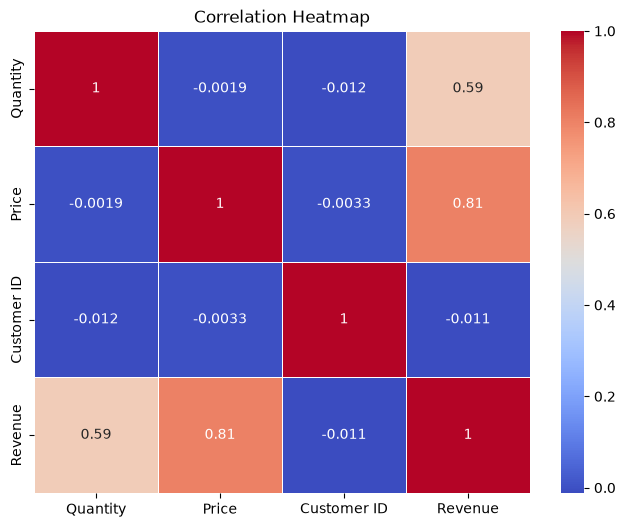 Correlation Heatmap
Quantity 1 -0.0019 -0.012 0.59
Price -0.0019 1 -0.0033 0.81
Customer ID -0.012 -0.0033 1 -0.011
Revenue 0.59 0.81 -0.011 1
Quantity Price Customer ID Revenue
1.0
0.8
0.6
0.4
0.2
0.0